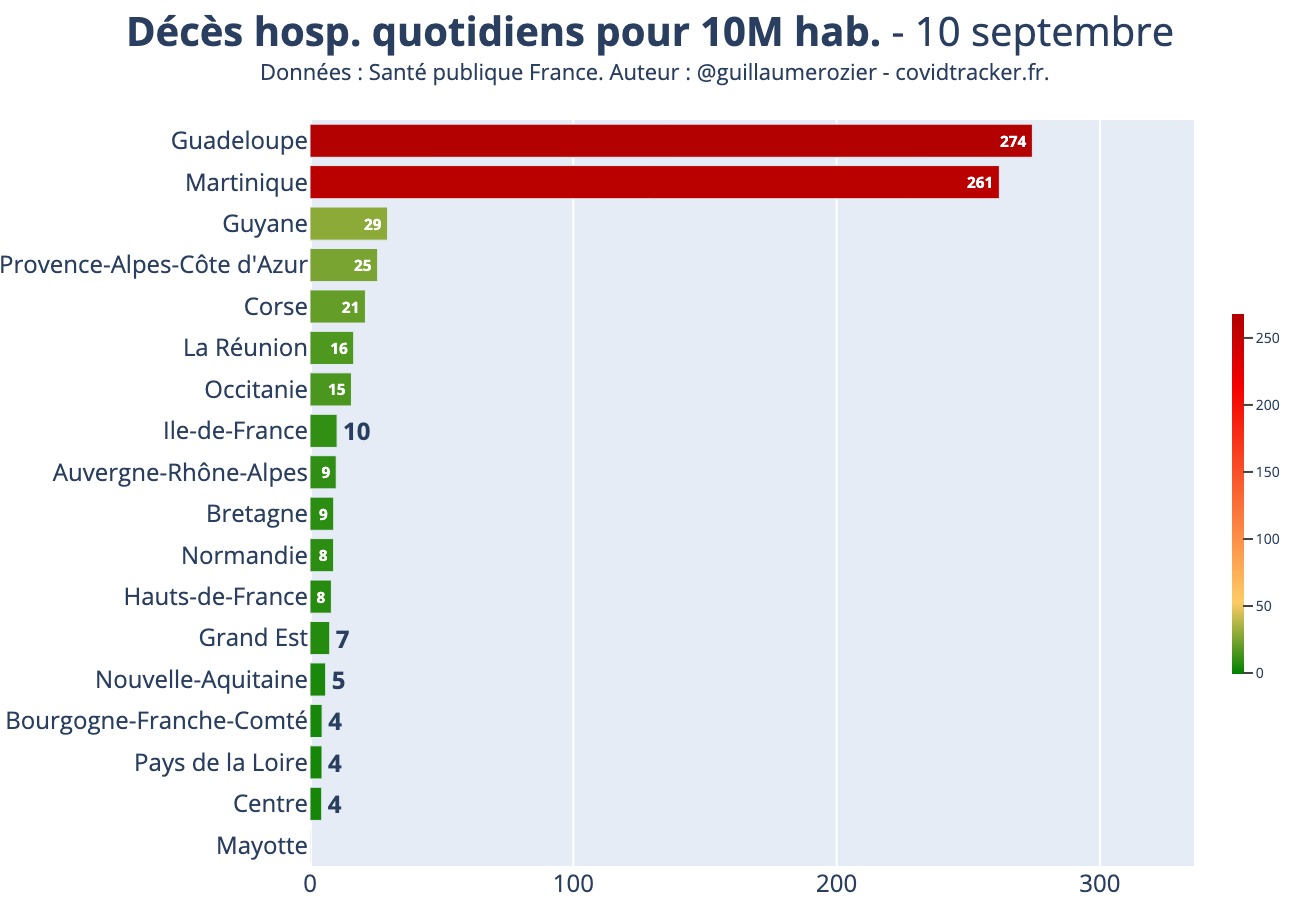 Décès hosp. quotidiens pour 10M hab. - 10 septembre
Données : Santé publique France. Auteur : @guillaumerozier - covidtracker.fr.
Guadeloupe 274
Martinique 261
Guyane 29
Provence-Alpes-Côte d'Azur 25
Corse 21
La Réunion 16
Occitanie 15
Ile-de-France 10
Auvergne-Rhône-Alpes 9
Bretagne 9
Normandie 8
Hauts-de-France 8
Grand Est 7
Nouvelle-Aquitaine 5
Bourgogne-Franche-Comté 4
Pays de la Loire 4
Centre 4
Mayotte
0 100 200 300
250
200
150
100
50
0